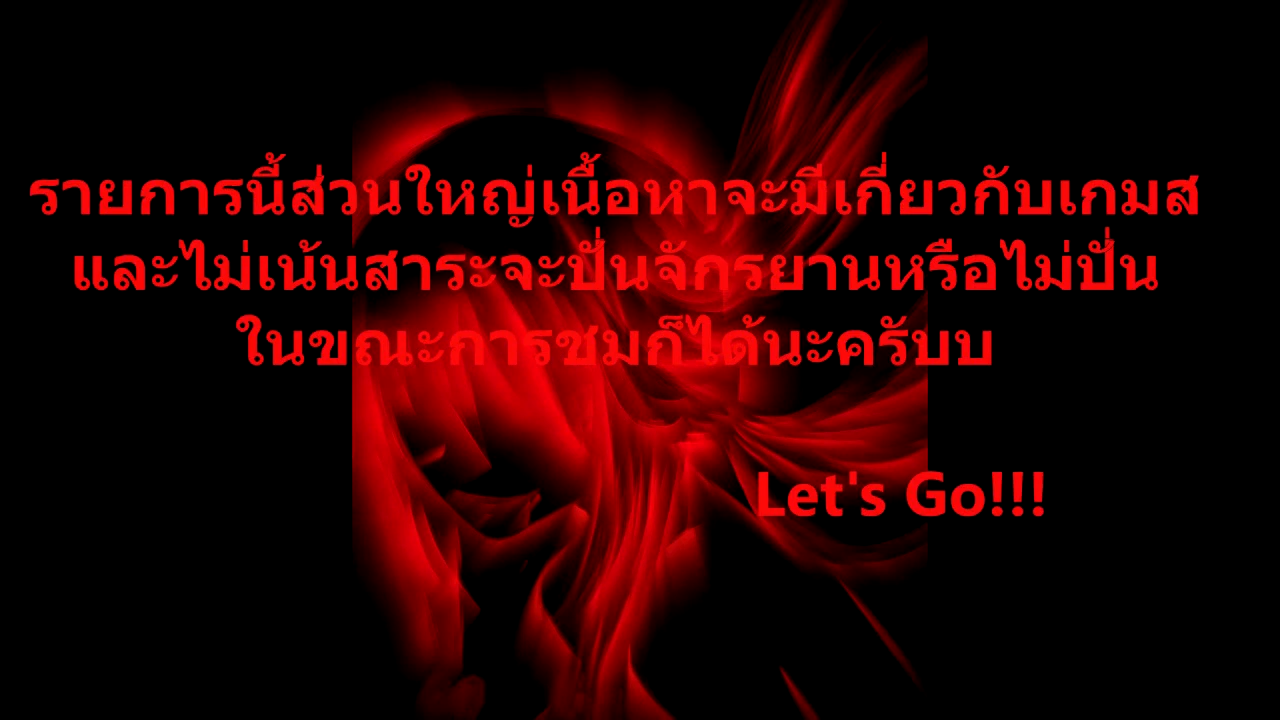 รายการนี้ส่วนใหญ่เนื้อหาจะมีเกี่ยวกับเกมส
และไม่เน้นสาระจะปั่นจักรยานหรือไม่ปั่น
ในขณะการชมก็ได้นะครับบ
Let's Go!!!